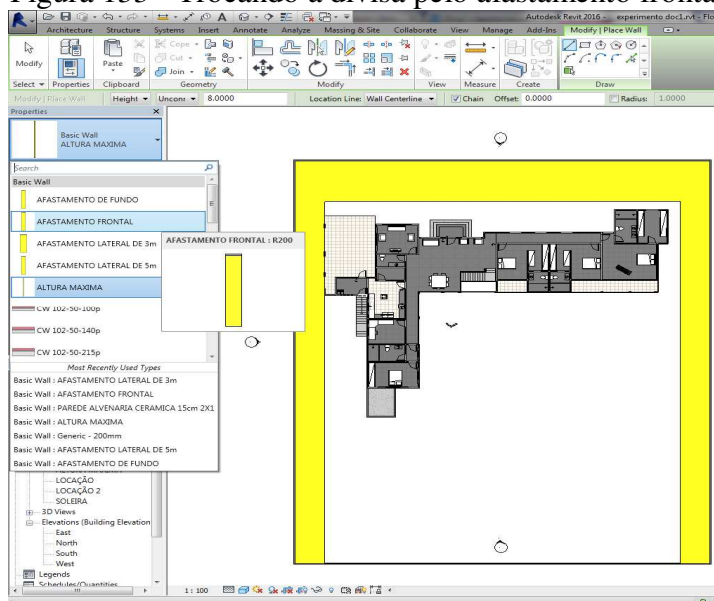 Figura 133 - Trocando a divisa pelo afastamento frontal
Autodesk Revit 2016 - experimento doc1.rvt - Flo
Architecture Structure Systems Insert Annotate Analyze Massing & Site Collaborate View Manage Add-Ins Modify | Place Wall
Modify Paste Cope Cut Join
Select Properties Clipboard Geometry Modify View Measure Create Draw
Modify | Place Wall Height Unconr 8.0000 Location Line: Wall Centerline Chain Offset: 0.0000 Radius: 1.0000
Properties
Basic Wall
ALTURA MAXIMA
Search
Basic Wall
AFASTAMENTO DE FUNDO
AFASTAMENTO FRONTAL
AFASTAMENTO FRONTAL : R200
AFASTAMENTO LATERAL DE 3m
AFASTAMENTO LATERAL DE 5m
ALTURA MAXIMA
CW 102-50-100p
CW 102-50-140p
CW 102-50-215p
Most Recently Used Types
Basic Wall : AFASTAMENTO LATERAL DE 3m
Basic Wall : AFASTAMENTO FRONTAL
Basic Wall : PAREDE ALVENARIA CERAMICA 15cm 2X1
Basic Wall : ALTURA MAXIMA
Basic Wall : Generic - 200mm
Basic Wall : AFASTAMENTO LATERAL DE 5m
Basic Wall : AFASTAMENTO DE FUNDO
LOCAÇÃO
LOCAÇÃO 2
SOLEIRA
3D Views
Elevations (Building Elevation
East
North
South
West
Legends
Schedules/Quantities
1 : 100